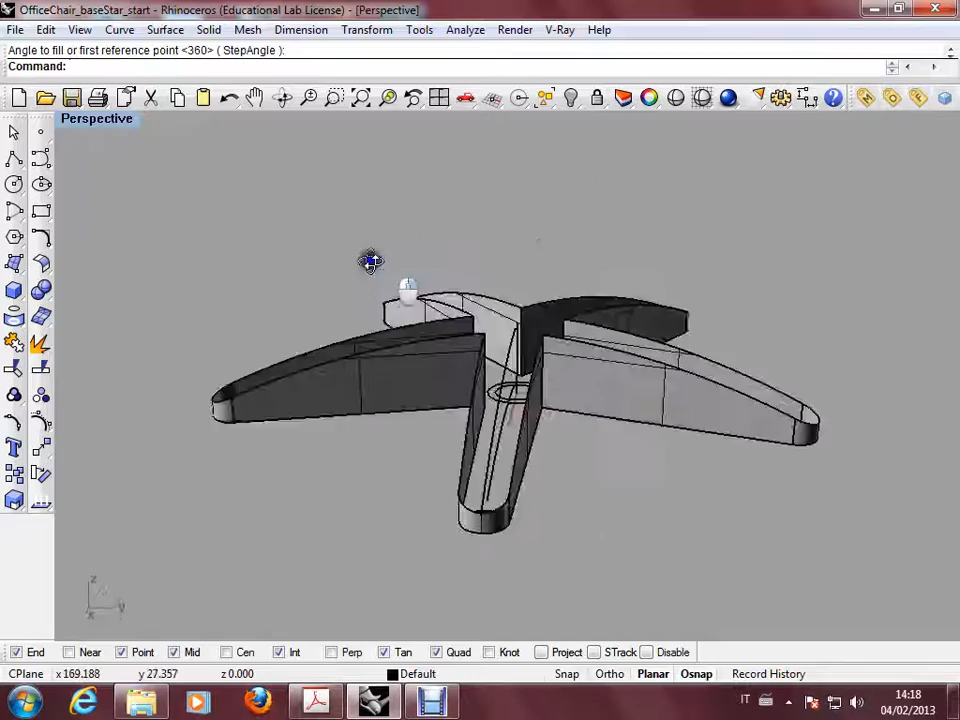 OfficeChair_baseStar_start - Rhinoceros (Educational Lab License) - [Perspective]
File Edit View Curve Surface Solid Mesh Dimension Transform Tools Analyze Render V-Ray Help
Angle to fill or first reference point <360> ( StepAngle ):
Command:
Perspective
z
x y
End Near Point Mid Cen Int Perp Tan Quad Knot Project STrack Disable
CPlane x 169.188 y 27.357 z 0.000 Default Snap Ortho Planar Osnap Record History
IT 14:18
04/02/2013